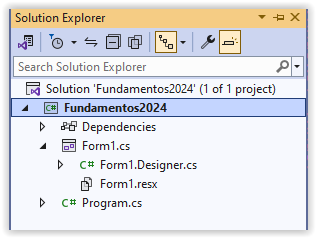 Solution Explorer
Search Solution Explorer
Solution 'Fundamentos2024' (1 of 1 project)
C# Fundamentos2024
Dependencies
Form1.cs
C# Form1.Designer.cs
Form1.resx
C# Program.cs